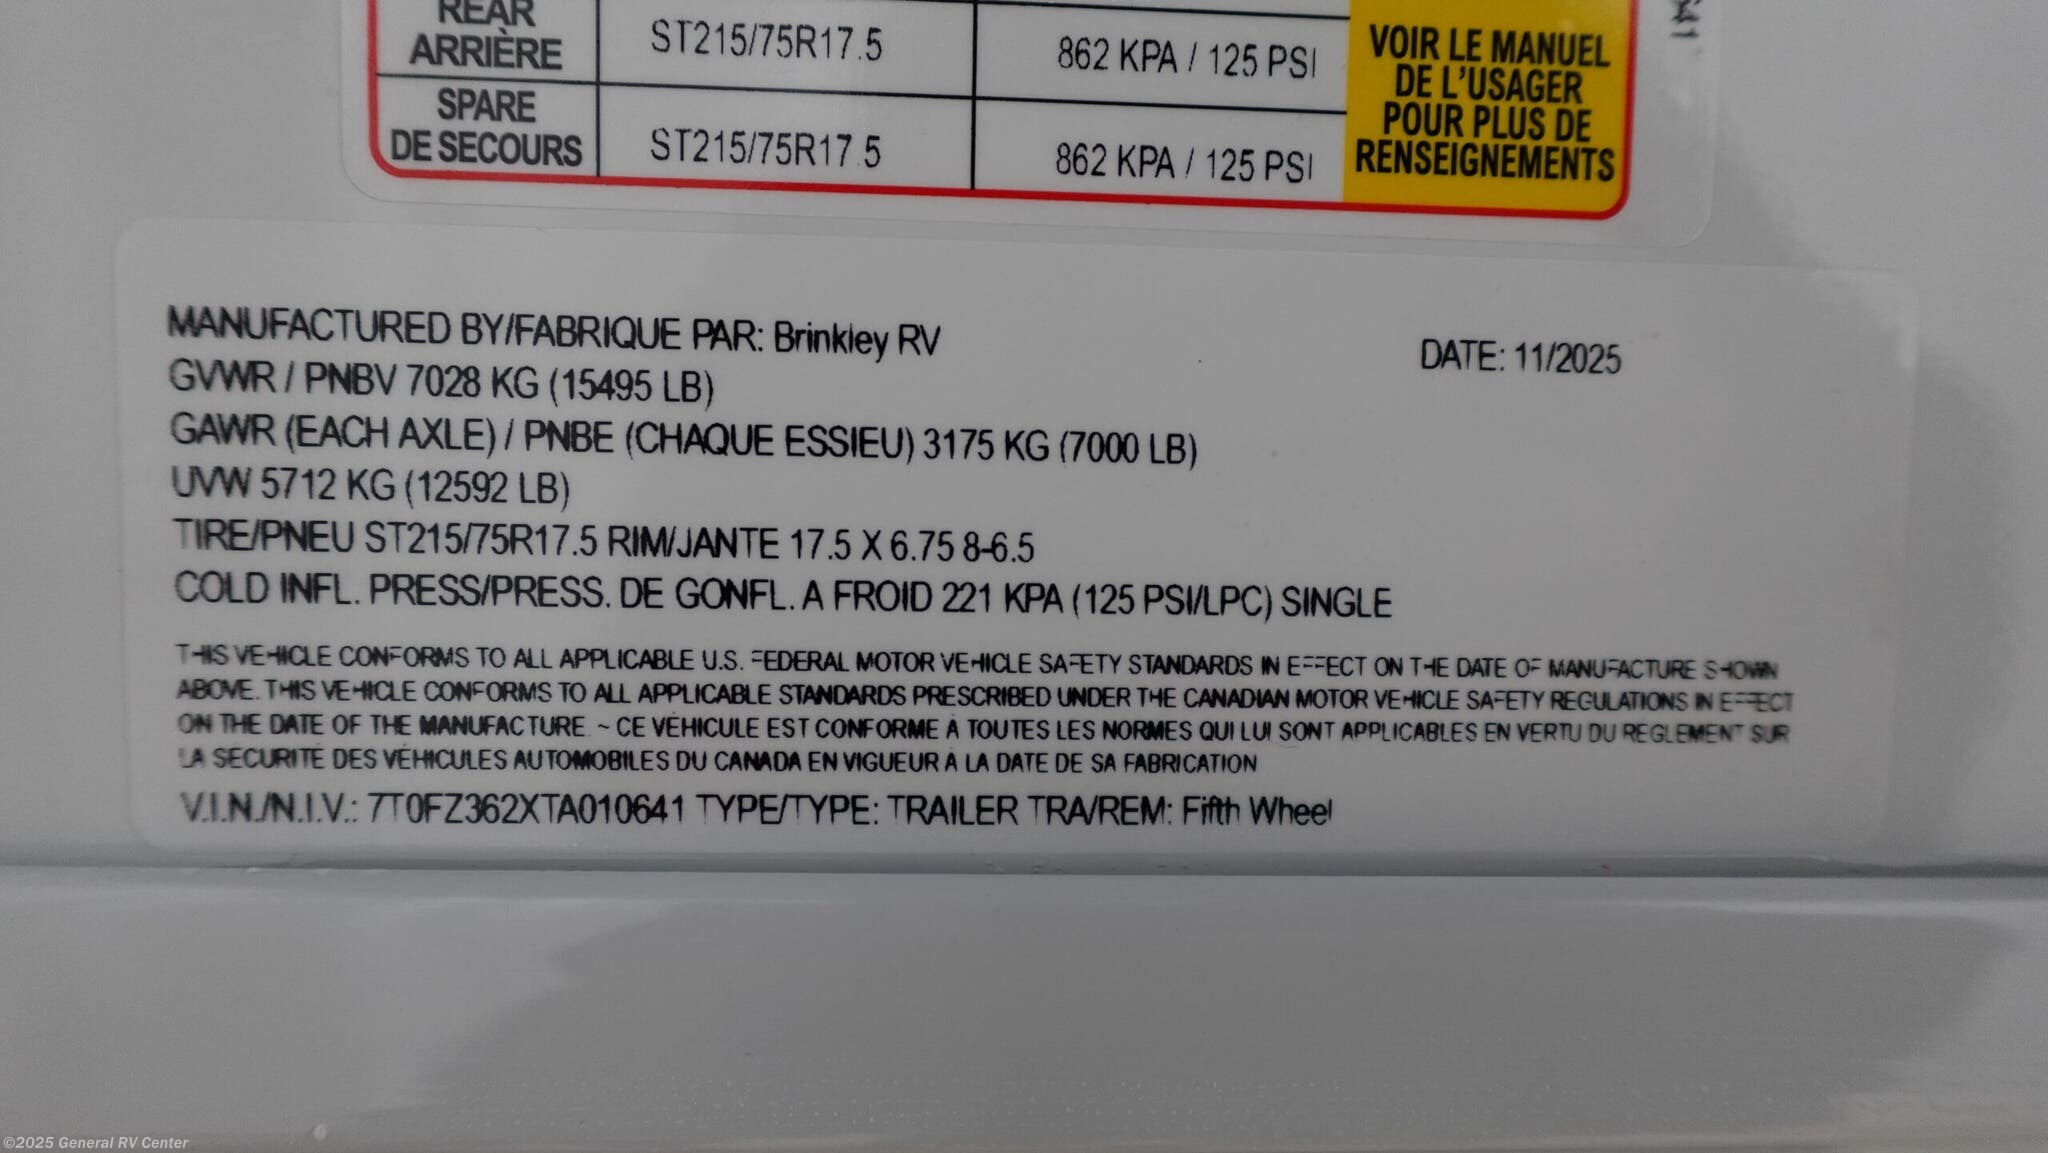 REAR
ARRIÈRE
ST215/75R17.5
862 KPA / 125 PSI
SPARE
DE SECOURS
ST215/75R17.5
862 KPA / 125 PSI
VOIR LE MANUEL
DE L'USAGER
POUR PLUS DE
RENSEIGNEMENTS
MANUFACTURED BY/FABRIQUE PAR: Brinkley RV
DATE: 11/2025
GVWR / PNBV 7028 KG (15495 LB)
GAWR (EACH AXLE) / PNBE (CHAQUE ESSIEU) 3175 KG (7000 LB)
UVW 5712 KG (12592 LB)
TIRE/PNEU ST215/75R17.5 RIM/JANTE 17.5 X 6.75 8-6.5
COLD INFL. PRESS/PRESS. DE GONFL. A FROID 221 KPA (125 PSI/LPC) SINGLE
THIS VEHICLE CONFORMS TO ALL APPLICABLE U.S. FEDERAL MOTOR VEHICLE SAFETY STANDARDS IN EFFECT ON THE DATE OF MANUFACTURE SHOWN
ABOVE. THIS VEHICLE CONFORMS TO ALL APPLICABLE STANDARDS PRESCRIBED UNDER THE CANADIAN MOTOR VEHICLE SAFETY REGULATIONS IN EFFECT
ON THE DATE OF THE MANUFACTURE. ~ CE VÉHICULE EST CONFORME À TOUTES LES NORMES QUI LUI SONT APPLICABLES EN VERTU DU RÈGLEMENT SUR
LA SÉCURITÉ DES VÉHICULES AUTOMOBILES DU CANADA EN VIGUEUR À LA DATE DE SA FABRICATION
V.I.N./N.I.V.: 7T0FZ362XTA010641 TYPE/TYPE: TRAILER TRA/REM: Fifth Wheel
©2025 General RV Center